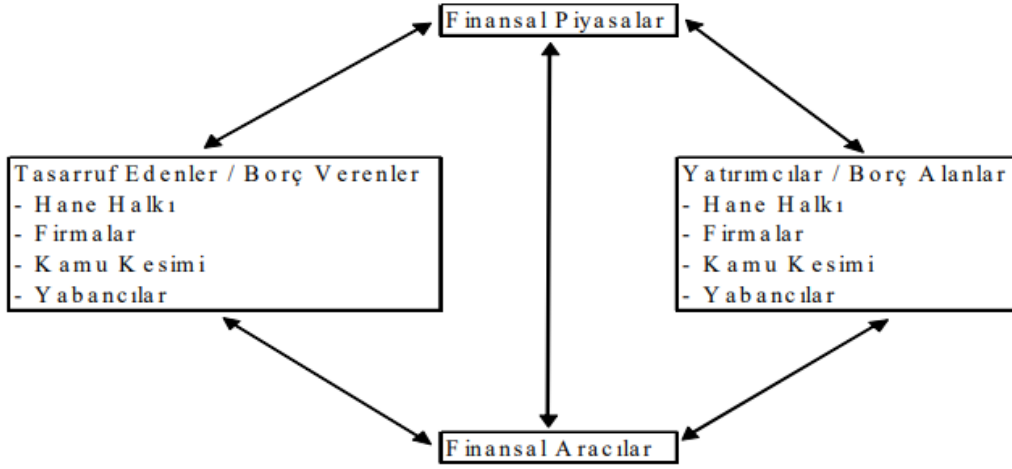 Finansal Piyasalar
Tasarruf Edenler / Borç Verenler
- Hane Halkı
- Firmalar
- Kamu Kesimi
- Yabancılar
Yatırımcılar / Borç Alanlar
- Hane Halkı
- Firmalar
- Kamu Kesimi
- Yabancılar
Finansal Aracılar